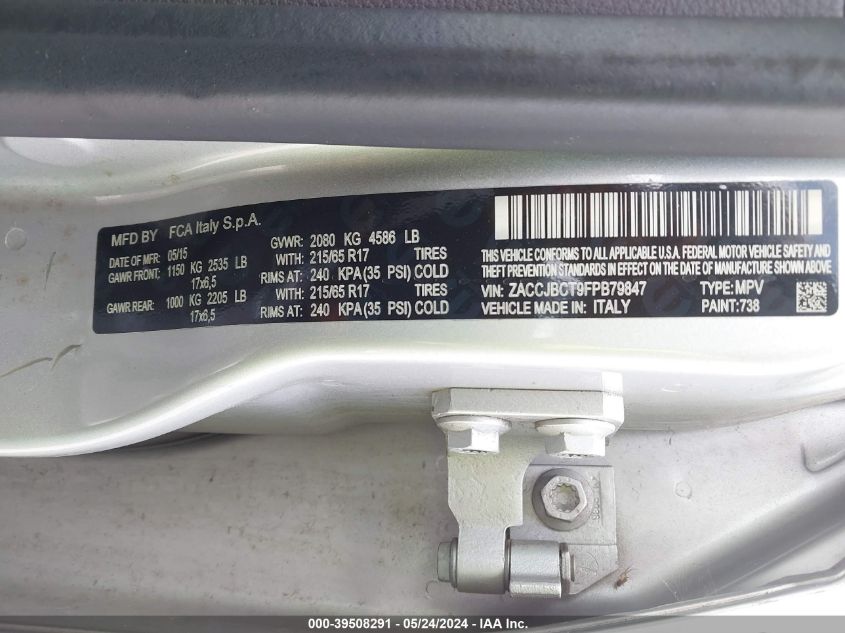 MFD BY FCA Italy S.p.A.
DATE OF MFR: 05/15 GVWR: 2080 KG 4586 LB
GAWR FRONT: 1150 KG 2535 LB WITH: 215/65 R17 TIRES
17x6,5 RIMS AT: 240 KPA (35 PSI) COLD
GAWR REAR: 1000 KG 2205 LB WITH: 215/65 R17 TIRES
17x6,5 RIMS AT: 240 KPA (35 PSI) COLD
THIS VEHICLE CONFORMS TO ALL APPLICABLE U.S.A. FEDERAL MOTOR VEHICLE SAFETY AND
THEFT PREVENTION STANDARDS IN EFFECT ON THE DATE OF MANUFACTURE SHOWN ABOVE.
VIN: ZACCJBCT9FPB79847 TYPE: MPV
VEHICLE MADE IN: ITALY PAINT: 738
000-39508291 - 05/24/2024 - IAA Inc.